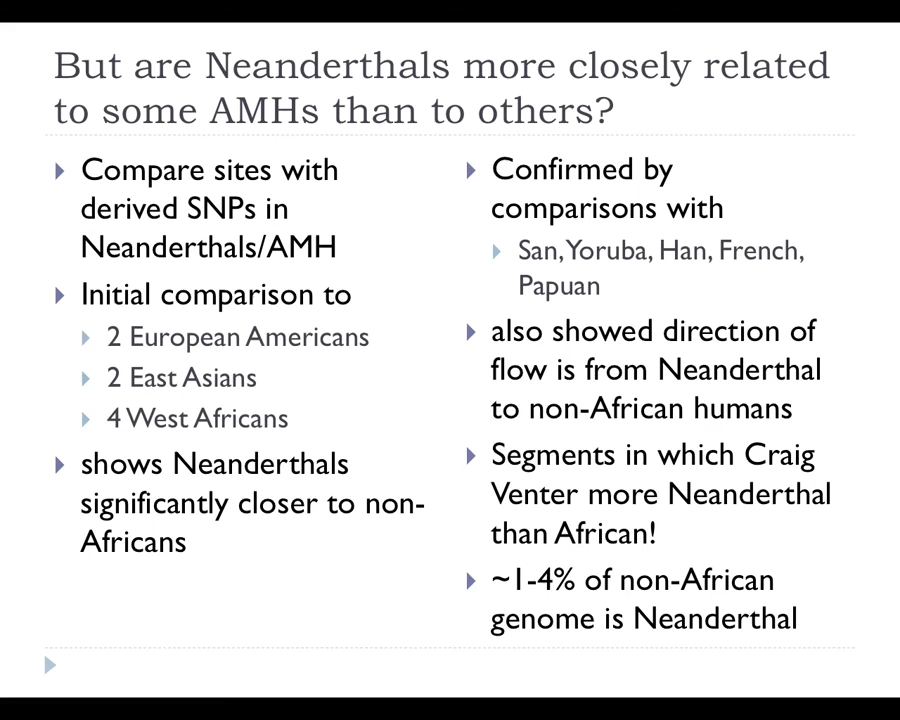 But are Neanderthals more closely related
to some AMHs than to others?
Compare sites with
derived SNPs in
Neanderthals/AMH
Initial comparison to
2 European Americans
2 East Asians
4 West Africans
shows Neanderthals
significantly closer to non-
Africans
Confirmed by
comparisons with
San, Yoruba, Han, French,
Papuan
also showed direction of
flow is from Neanderthal
to non-African humans
Segments in which Craig
Venter more Neanderthal
than African!
~1-4% of non-African
genome is Neanderthal